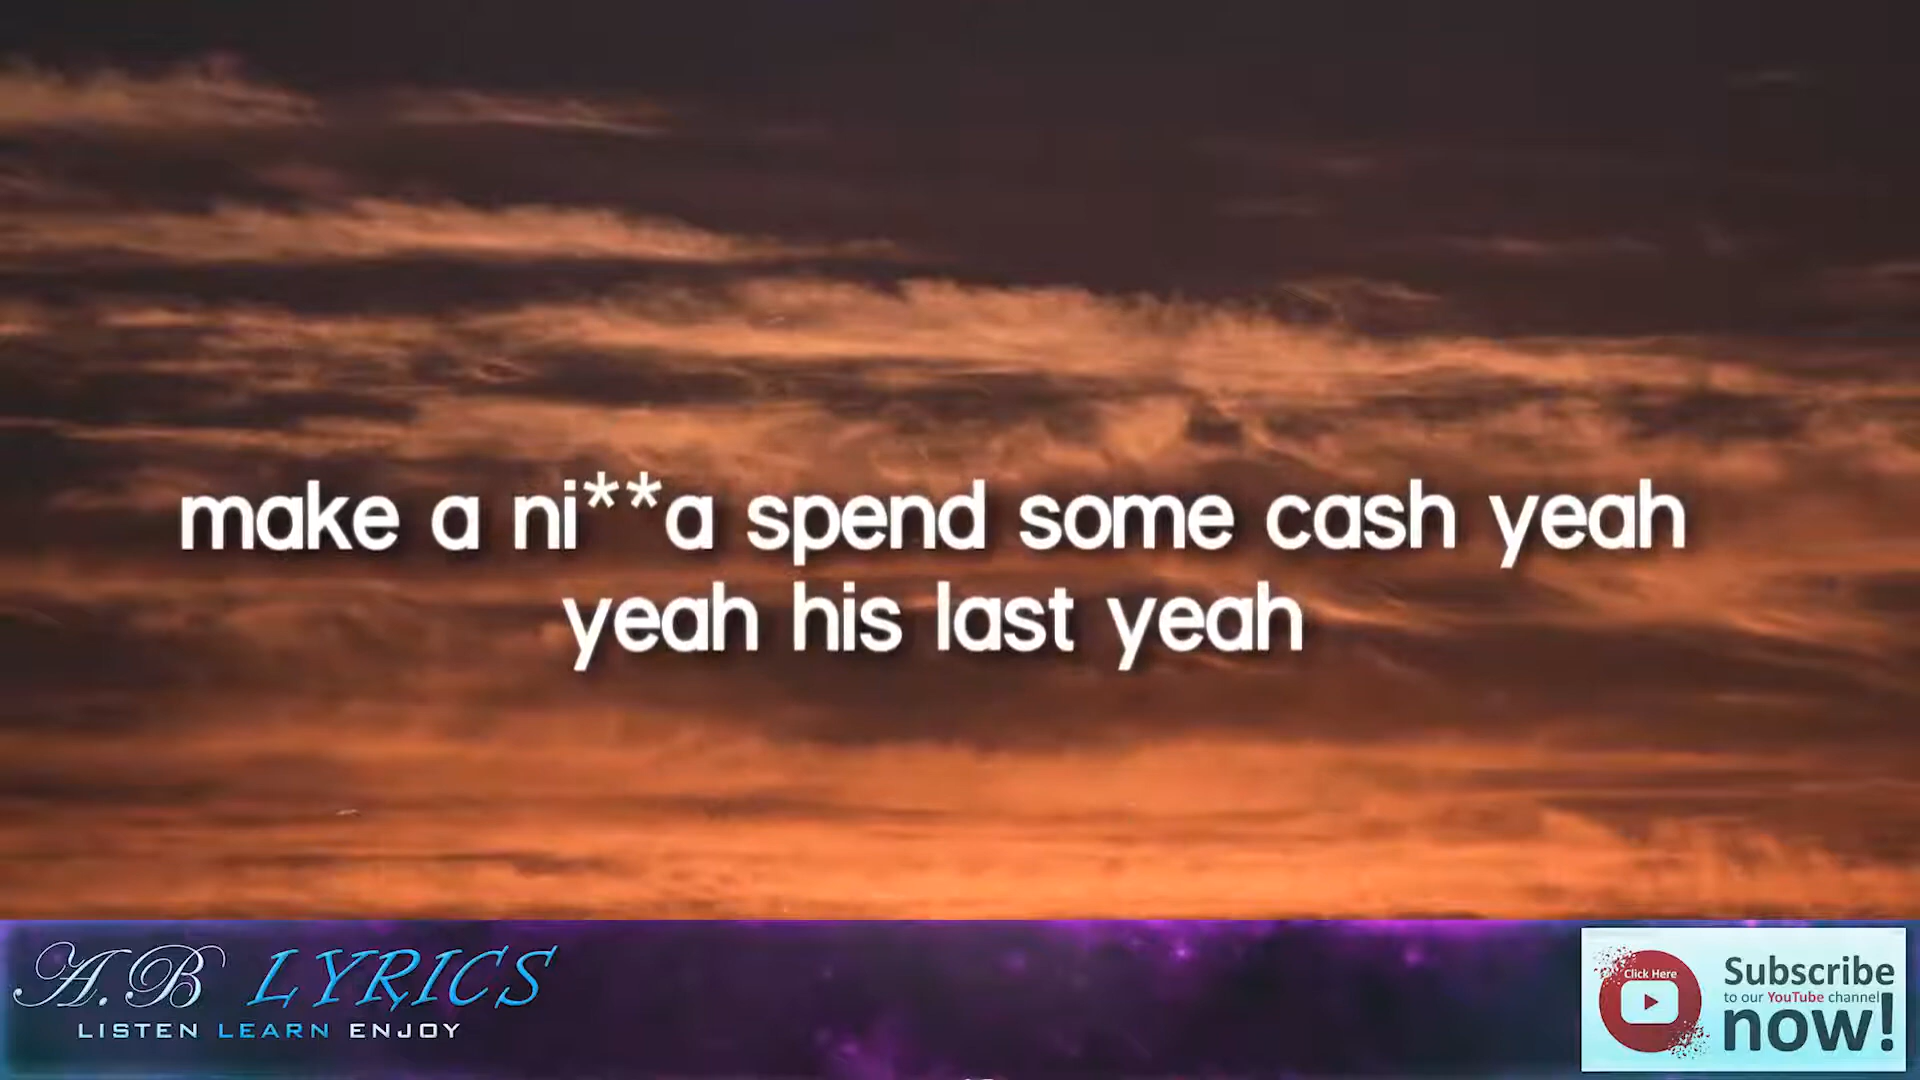 make a ni**a spend some cash yeah
yeah his last yeah
A.B LYRICS
LISTEN LEARN ENJOY
Click Here
Subscribe
to our YouTube channel
now!